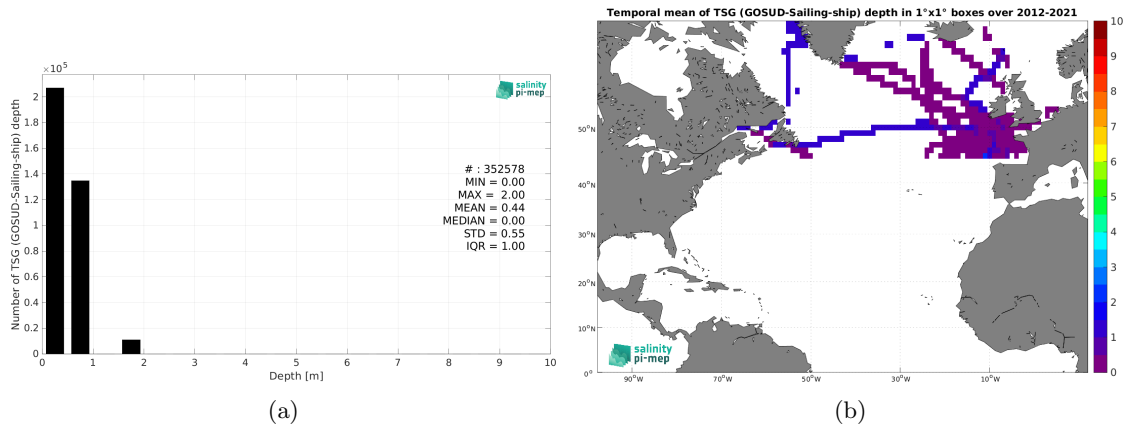 ×10⁵
2
1.8
1.6
1.4
1.2
1
0.8
0.6
0.4
0.2
0
Number of TSG (GOSUD-Sailing-ship) depth
salinity
pi-mep
# : 352578
MIN = 0.00
MAX = 2.00
MEAN = 0.44
MEDIAN = 0.00
STD = 0.55
IQR = 1.00
0 1 2 3 4 5 6 7 8 9 10
Depth [m]
(a)
Temporal mean of TSG (GOSUD-Sailing-ship) depth in 1°x1° boxes over 2012-2021
50°N
40°N
30°N
20°N
10°N
0°
salinity
pi-mep
90°W 70°W 50°W 30°W 10°W
10
9
8
7
6
5
4
3
2
1
0
(b)